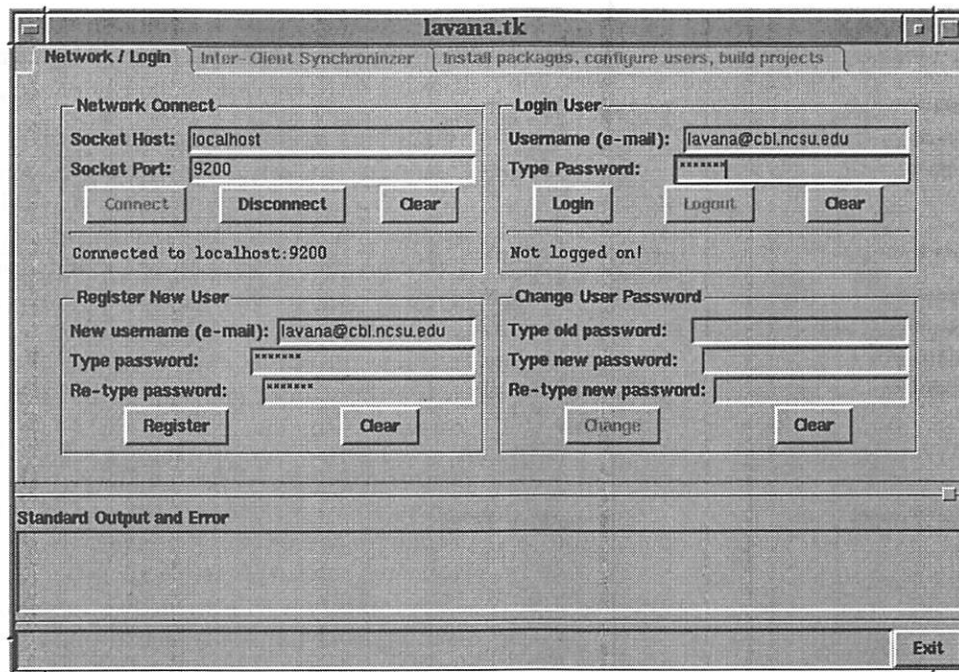 lavana.tk
Network / Login Inter-Client Synchroninzer Install packages, configure users, build projects
Network Connect
Socket Host: localhost
Socket Port: 9200
Connect Disconnect Clear
Connected to localhost:9200
Login User
Username (e-mail): lavana@cbl.ncsu.edu
Type Password: *******
Login Logout Clear
Not logged on!
Register New User
New username (e-mail): lavana@cbl.ncsu.edu
Type password: *******
Re-type password: *******
Register Clear
Change User Password
Type old password:
Type new password:
Re-type new password:
Change Clear
Standard Output and Error
Exit